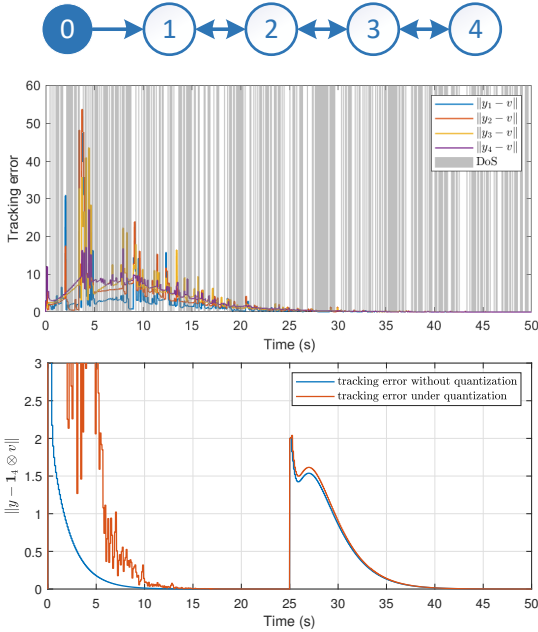 0 1 2 3 4
60
50
40
30
20
10
0
Tracking error
‖y₁ − v‖
‖y₂ − v‖
‖y₃ − v‖
‖y₄ − v‖
DoS
0 5 10 15 20 25 30 35 40 45 50
Time (s)
3
2.5
2
1.5
1
0.5
0
‖y − 𝟏₄ ⊗ v‖
tracking error without quantization
tracking error under quantization
0 5 10 15 20 25 30 35 40 45 50
Time (s)